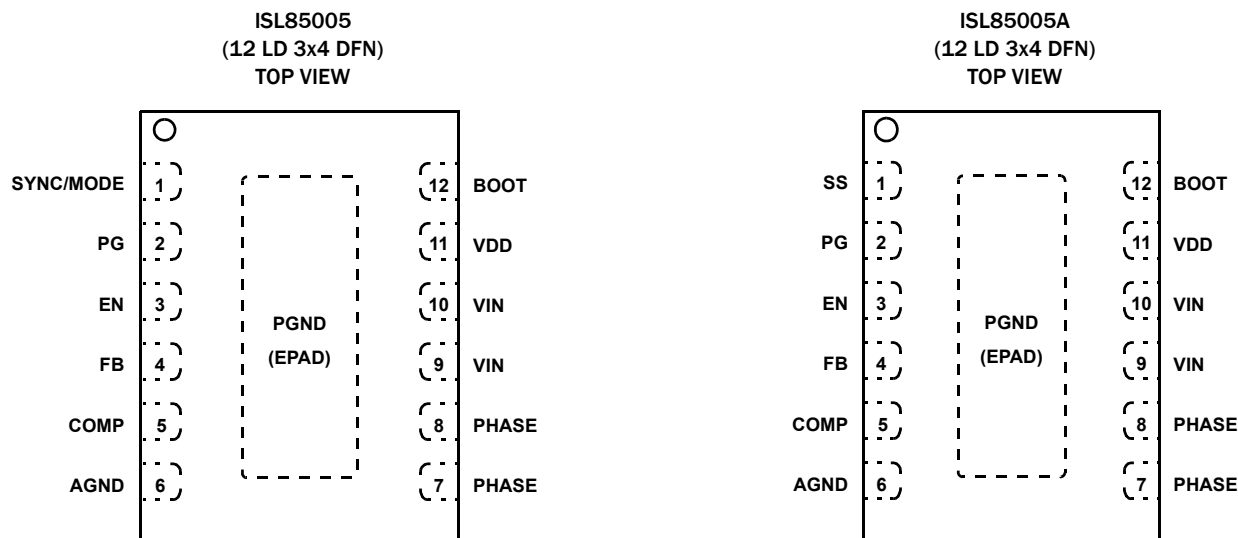 ISL85005
(12 LD 3x4 DFN)
TOP VIEW
SYNC/MODE 1
PG 2
EN 3
FB 4
COMP 5
AGND 6
PGND
(EPAD)
12 BOOT
11 VDD
10 VIN
9 VIN
8 PHASE
7 PHASE
ISL85005A
(12 LD 3x4 DFN)
TOP VIEW
SS 1
PG 2
EN 3
FB 4
COMP 5
AGND 6
PGND
(EPAD)
12 BOOT
11 VDD
10 VIN
9 VIN
8 PHASE
7 PHASE